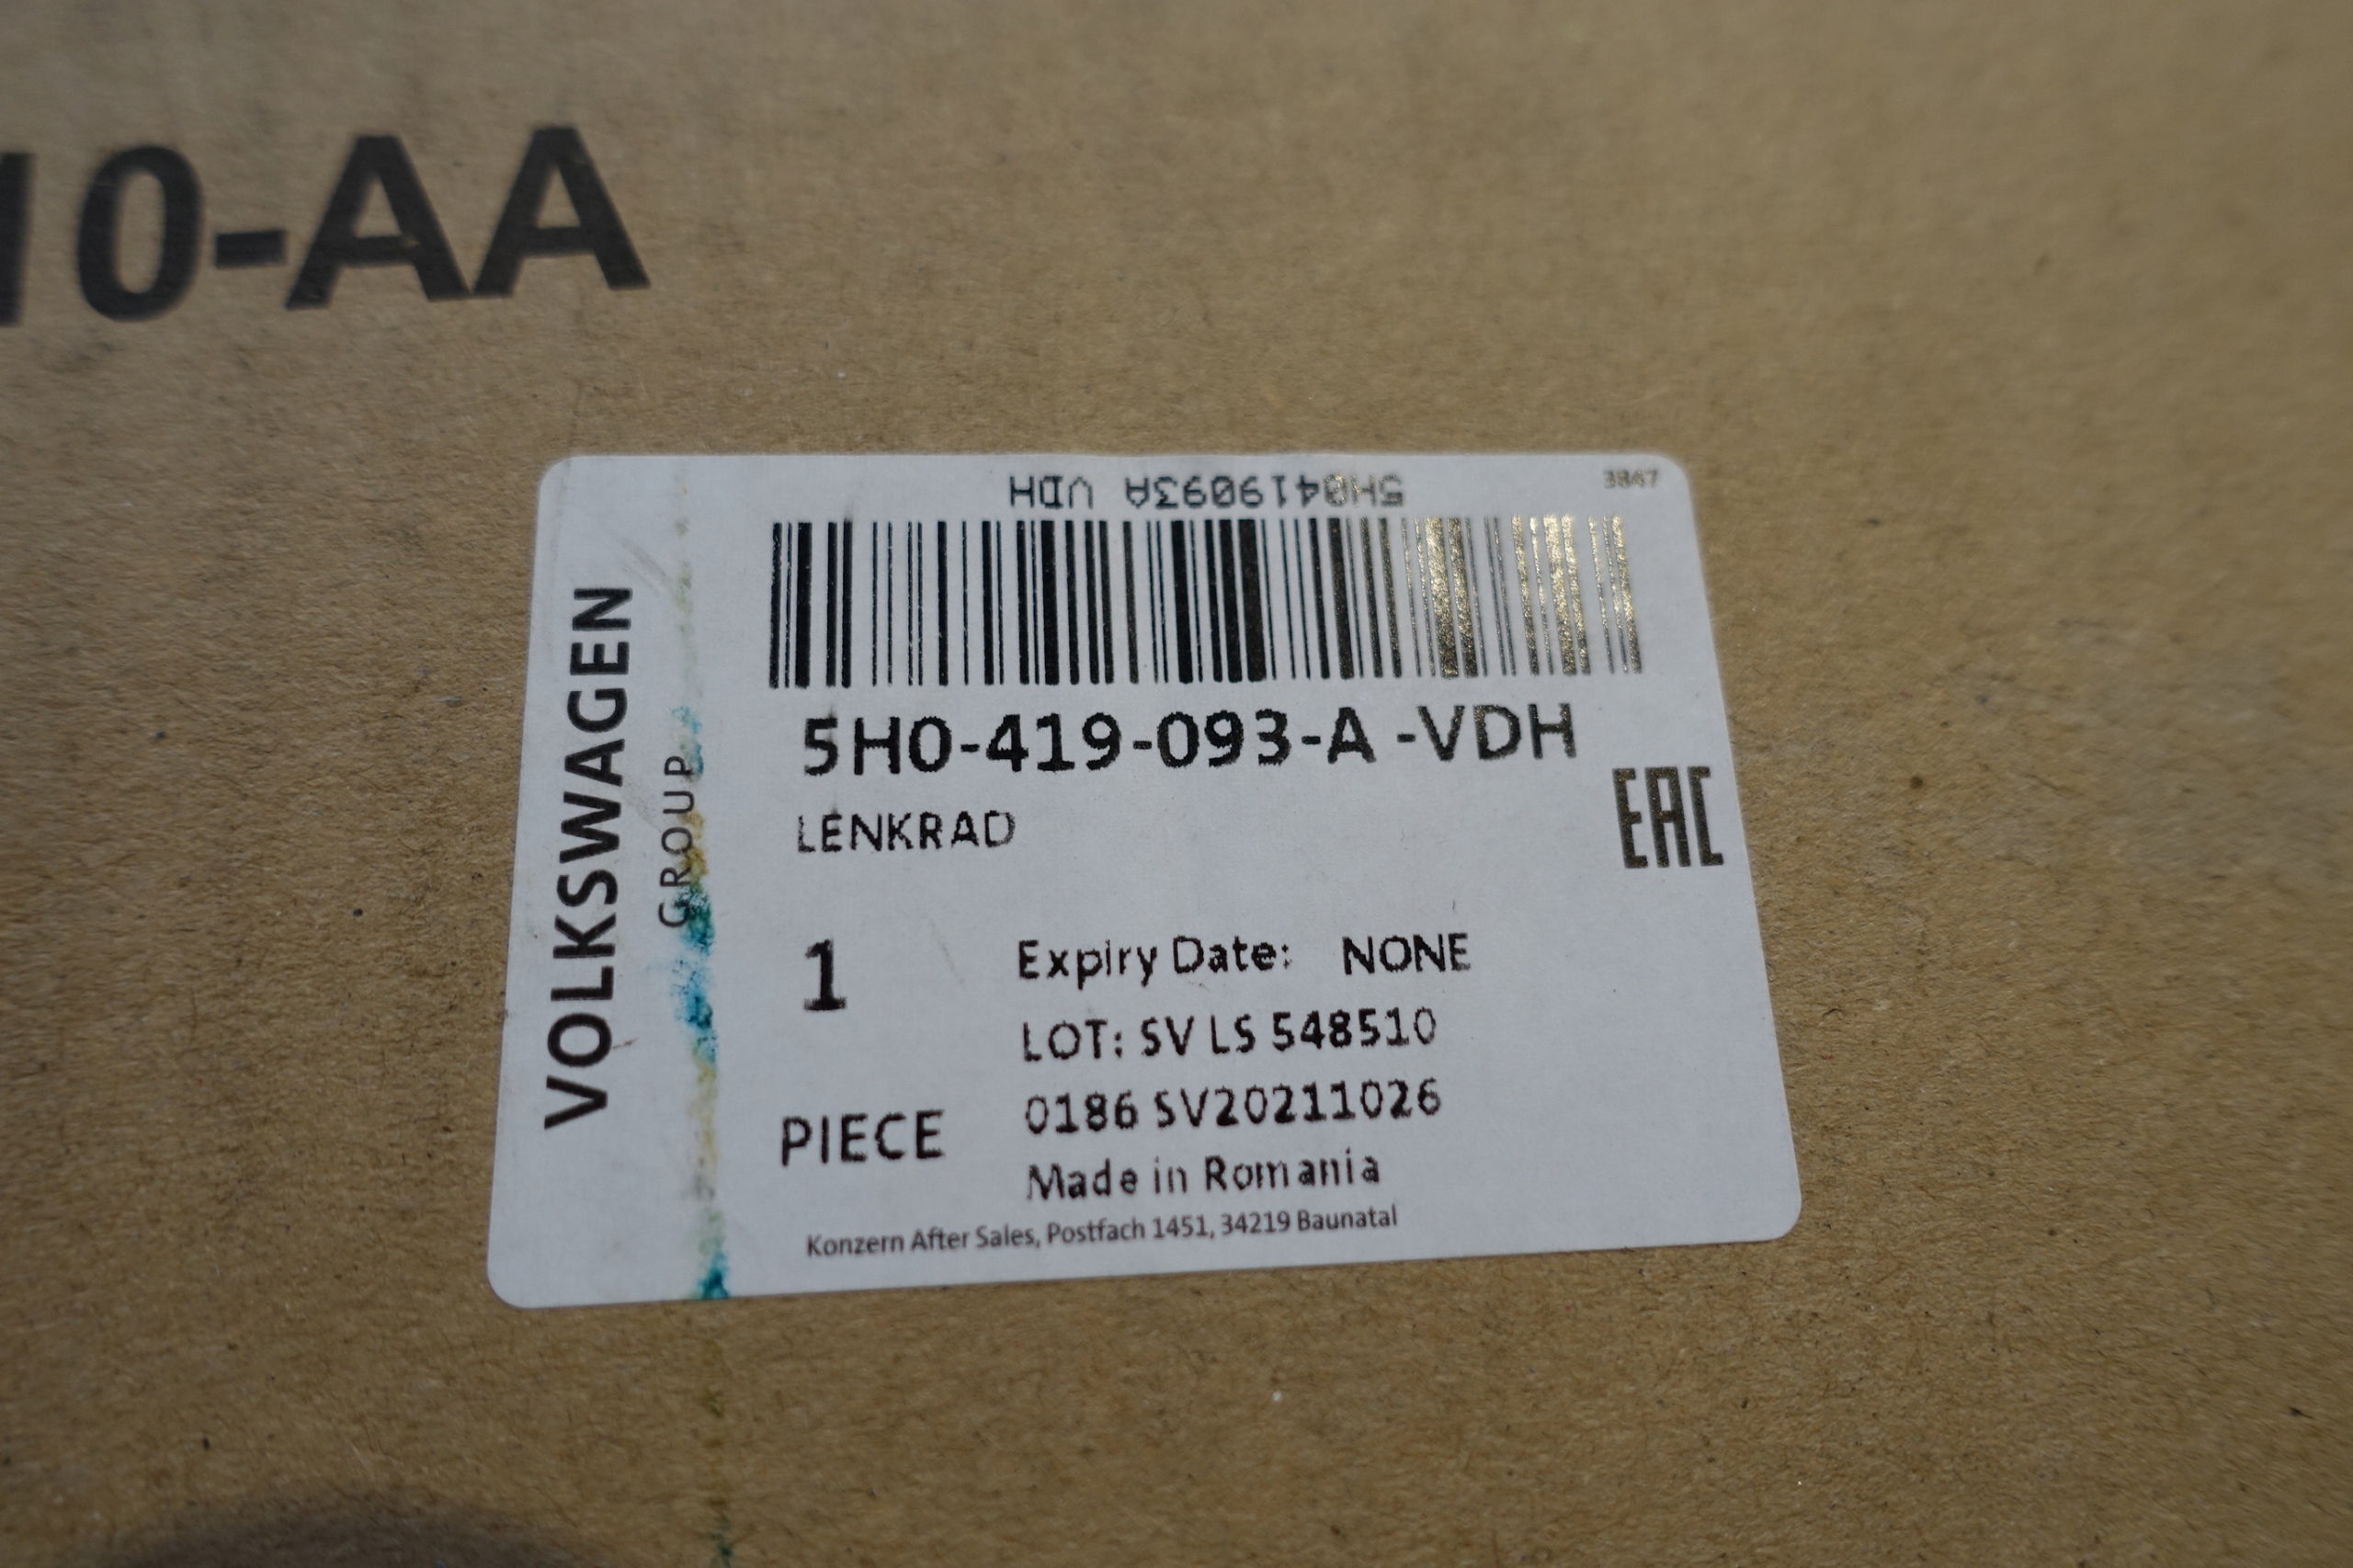 10-AA
5H0419093A VDH
3867
VOLKSWAGEN
GROUP
5H0-419-093-A -VDH
LENKRAD
EAC
1
Expiry Date: NONE
LOT: SV LS 548510
PIECE
0186 SV20211026
Made in Romania
Konzern After Sales, Postfach 1451, 34219 Baunatal